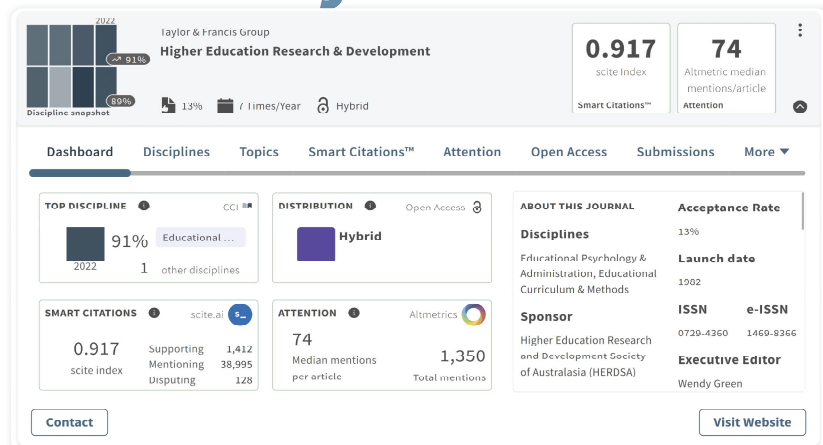 2022
91%
89%
Discipline snapshot
Taylor & Francis Group
Higher Education Research & Development
13%
7 Times/Year
Hybrid
0.917
scite Index
Smart Citations™
74
Altmetric median
mentions/article
Attention
Dashboard
Disciplines
Topics
Smart Citations™
Attention
Open Access
Submissions
More
TOP DISCIPLINE
CCI
91%
Educational ...
2022
1 other disciplines
DISTRIBUTION
Open Access
Hybrid
SMART CITATIONS
scite.ai
s_
0.917
scite index
Supporting 1,412
Mentioning 38,995
Disputing 128
ATTENTION
Altmetrics
74
Median mentions
per article
1,350
Total mentions
ABOUT THIS JOURNAL
Disciplines
Educational Psychology &
Administration, Educational
Curriculum & Methods
Sponsor
Higher Education Research
and Development Society
of Australasia (HERDSA)
Acceptance Rate
13%
Launch date
1982
ISSN e-ISSN
0729-4360 1469-8366
Executive Editor
Wendy Green
Contact
Visit Website